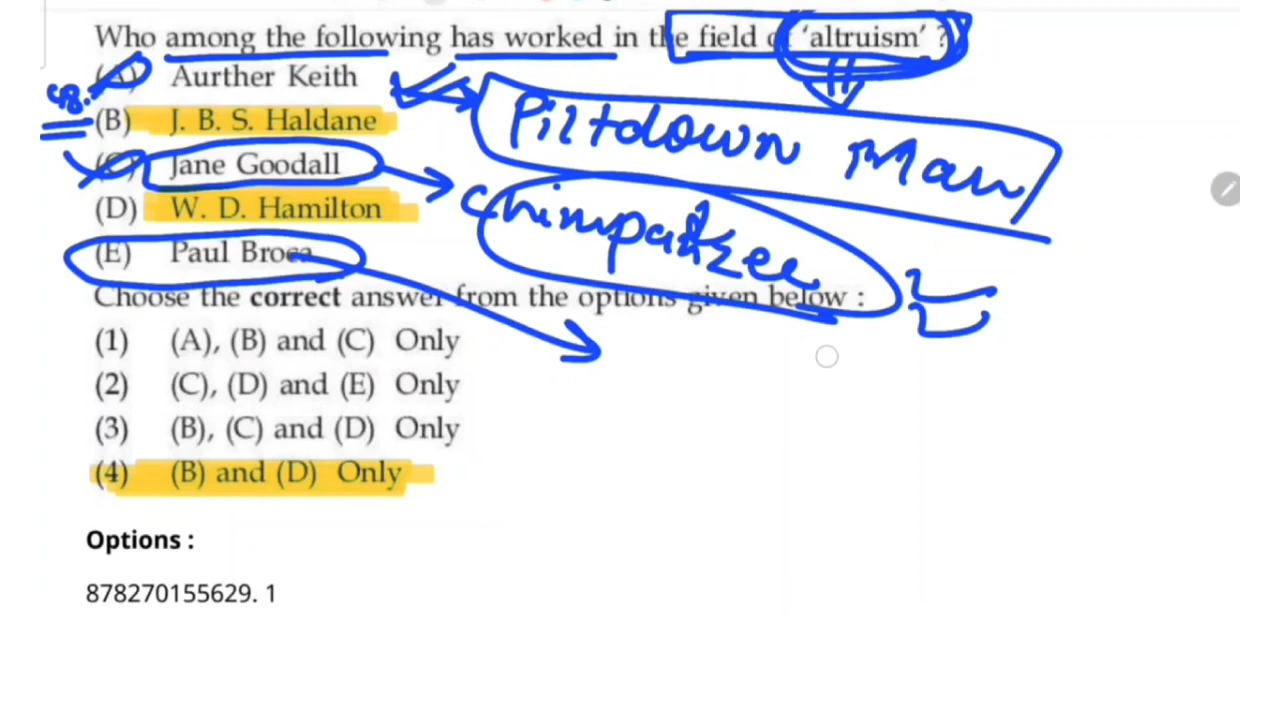 Who among the following has worked in the field of 'altruism' ?
(A) Aurther Keith
48.
(B) J. B. S. Haldane
Piltdown Man
(C) Jane Goodall
(D) W. D. Hamilton
Chimpanzee
(E) Paul Broca
Choose the correct answer from the options given below :
(1) (A), (B) and (C) Only
(2) (C), (D) and (E) Only
(3) (B), (C) and (D) Only
(4) (B) and (D) Only
Options :
878270155629. 1